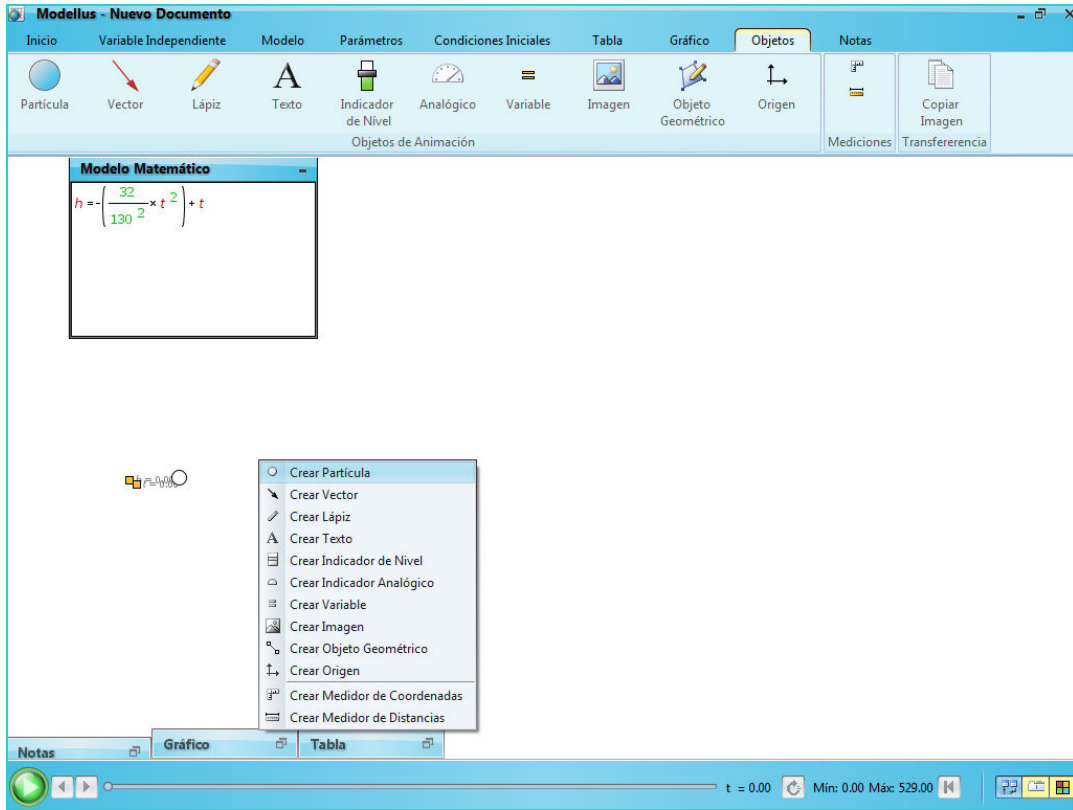 Modellus - Nuevo Documento
Inicio Variable Independiente Modelo Parámetros Condiciones Iniciales Tabla Gráfico Objetos Notas
Partícula Vector Lápiz Texto Indicador de Nivel Analógico Variable Imagen Objeto Geométrico Origen Copiar Imagen
Objetos de Animación Mediciones Transfererencia
Modelo Matemático
h = -( 32 / 130 2 × t 2 ) + t
Crear Partícula
Crear Vector
Crear Lápiz
A Crear Texto
Crear Indicador de Nivel
Crear Indicador Analógico
Crear Variable
Crear Imagen
Crear Objeto Geométrico
Crear Origen
Crear Medidor de Coordenadas
Crear Medidor de Distancias
Notas Gráfico Tabla
t = 0.00 Mín: 0.00 Máx: 529.00